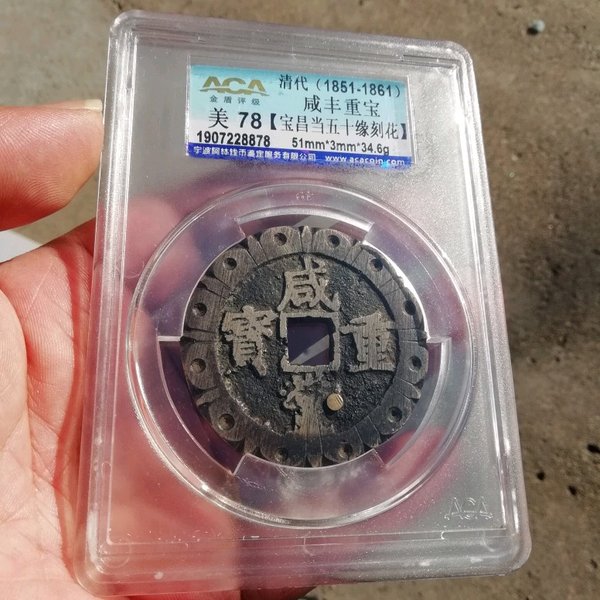 ACA
金盾评级
清代（1851-1861）
咸丰重宝
美 78【宝昌当五十缘刻花】
1907228878 51mm*3mm*34.6g
宁波阿林钱币鉴定服务有限公司 www.acacoin.com
咸
寶 重
豐
ACA